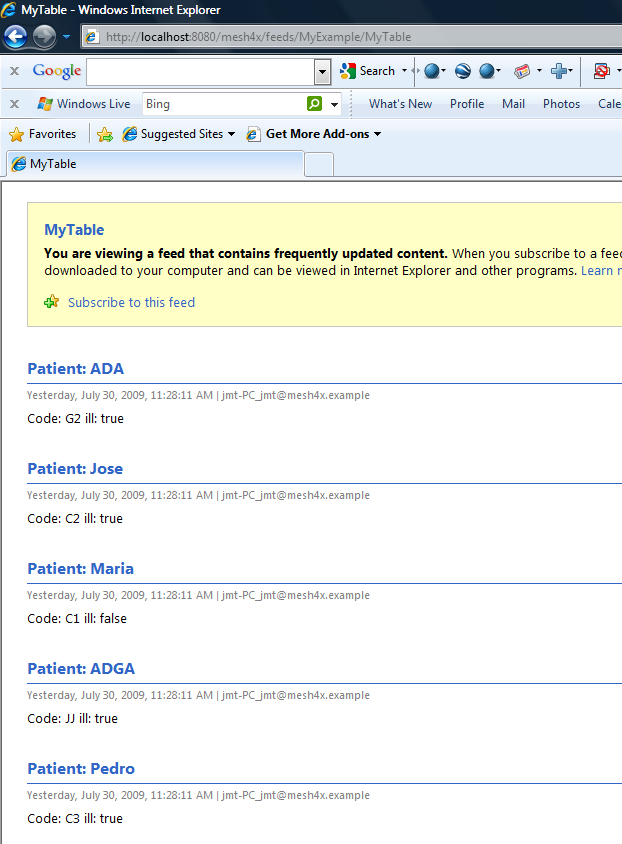 MyTable - Windows Internet Explorer
http://localhost:8080/mesh4x/feeds/MyExample/MyTable
x Google Search
x Windows Live Bing What's New Profile Mail Photos Cale
Favorites Suggested Sites Get More Add-ons
MyTable
MyTable
You are viewing a feed that contains frequently updated content. When you subscribe to a feed
downloaded to your computer and can be viewed in Internet Explorer and other programs. Learn
Subscribe to this feed
Patient: ADA
Yesterday, July 30, 2009, 11:28:11 AM | jmt-PC_jmt@mesh4x.example
Code: G2 ill: true
Patient: Jose
Yesterday, July 30, 2009, 11:28:11 AM | jmt-PC_jmt@mesh4x.example
Code: C2 ill: true
Patient: Maria
Yesterday, July 30, 2009, 11:28:11 AM | jmt-PC_jmt@mesh4x.example
Code: C1 ill: false
Patient: ADGA
Yesterday, July 30, 2009, 11:28:11 AM | jmt-PC_jmt@mesh4x.example
Code: JJ ill: true
Patient: Pedro
Yesterday, July 30, 2009, 11:28:11 AM | jmt-PC_jmt@mesh4x.example
Code: C3 ill: true